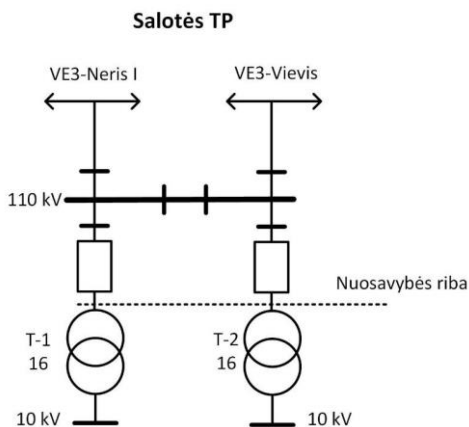 Salotės TP
VE3-Neris I
VE3-Vievis
110 kV
Nuosavybės riba
T-1
16
T-2
16
10 kV
10 kV